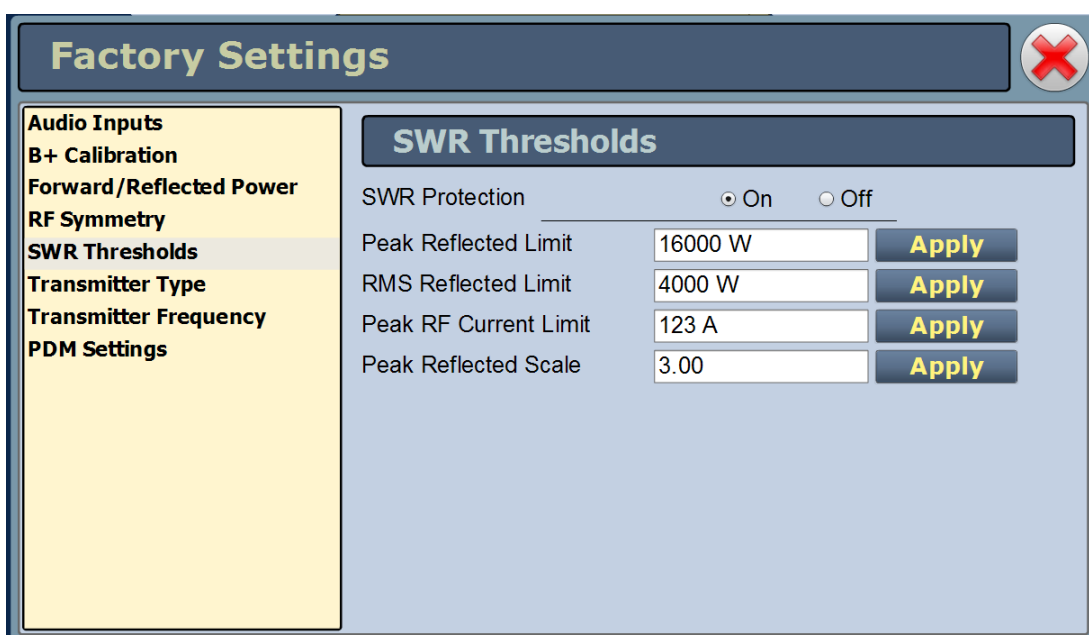 Factory Settings
Audio Inputs
B+ Calibration
Forward/Reflected Power
RF Symmetry
SWR Thresholds
Transmitter Type
Transmitter Frequency
PDM Settings
SWR Thresholds
SWR Protection On Off
Peak Reflected Limit 16000 W Apply
RMS Reflected Limit 4000 W Apply
Peak RF Current Limit 123 A Apply
Peak Reflected Scale 3.00 Apply